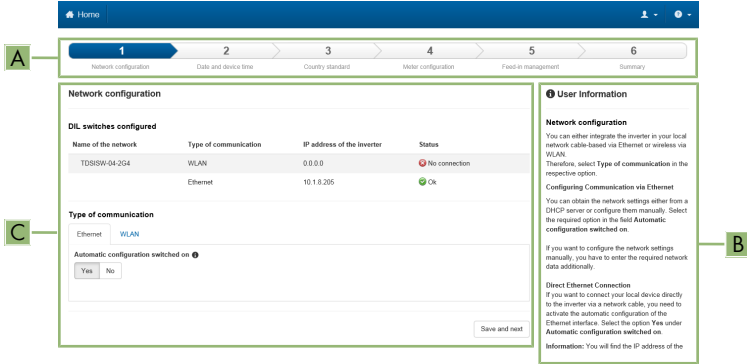 Home
A
1 2 3 4 5 6
Network configuration Date and device time Country standard Meter configuration Feed-in management Summary
C
Network configuration
DIL switches configured
Name of the network Type of communication IP address of the inverter Status
TDSISW-04-2G4 WLAN 0.0.0.0 No connection
Ethernet 10.1.8.205 Ok
Type of communication
Ethernet WLAN
Automatic configuration switched on
Yes No
Save and next
B
User Information
Network configuration
You can either integrate the inverter in your local
network cable-based via Ethernet or wireless via
WLAN.
Therefore, select Type of communication in the
respective option.
Configuring Communication via Ethernet
You can obtain the network settings either from a
DHCP server or configure them manually. Select
the required option in the field Automatic
configuration switched on.
If you want to configure the network settings
manually, you have to enter the required network
data additionally.
Direct Ethernet Connection
If you want to connect your local device directly
to the inverter via a network cable, you need to
activate the automatic configuration of the
Ethernet interface. Select the option Yes under
Automatic configuration switched on.
Information: You will find the IP address of the